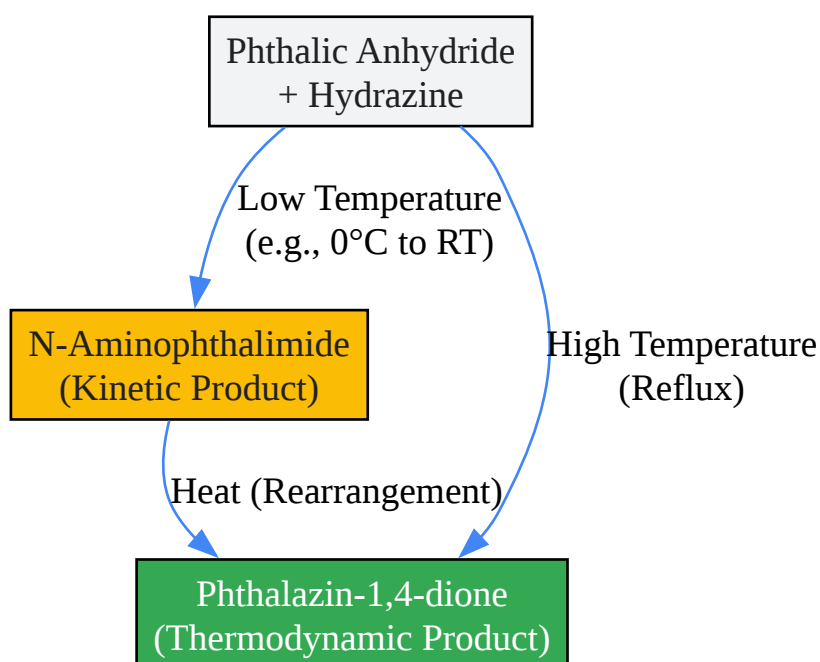 Phthalic Anhydride
+ Hydrazine
Low Temperature
(e.g., 0°C to RT)
N-Aminophthalimide
(Kinetic Product)
High Temperature
(Reflux)
Heat (Rearrangement)
Phthalazin-1,4-dione
(Thermodynamic Product)